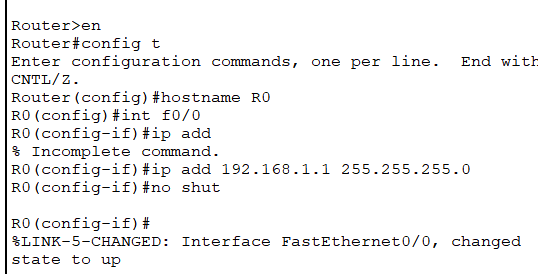 Router>en
Router#config t
Enter configuration commands, one per line.  End with
CNTL/Z.
Router(config)#hostname R0
R0(config)#int f0/0
R0(config-if)#ip add
% Incomplete command.
R0(config-if)#ip add 192.168.1.1 255.255.255.0
R0(config-if)#no shut

R0(config-if)#
%LINK-5-CHANGED: Interface FastEthernet0/0, changed
state to up